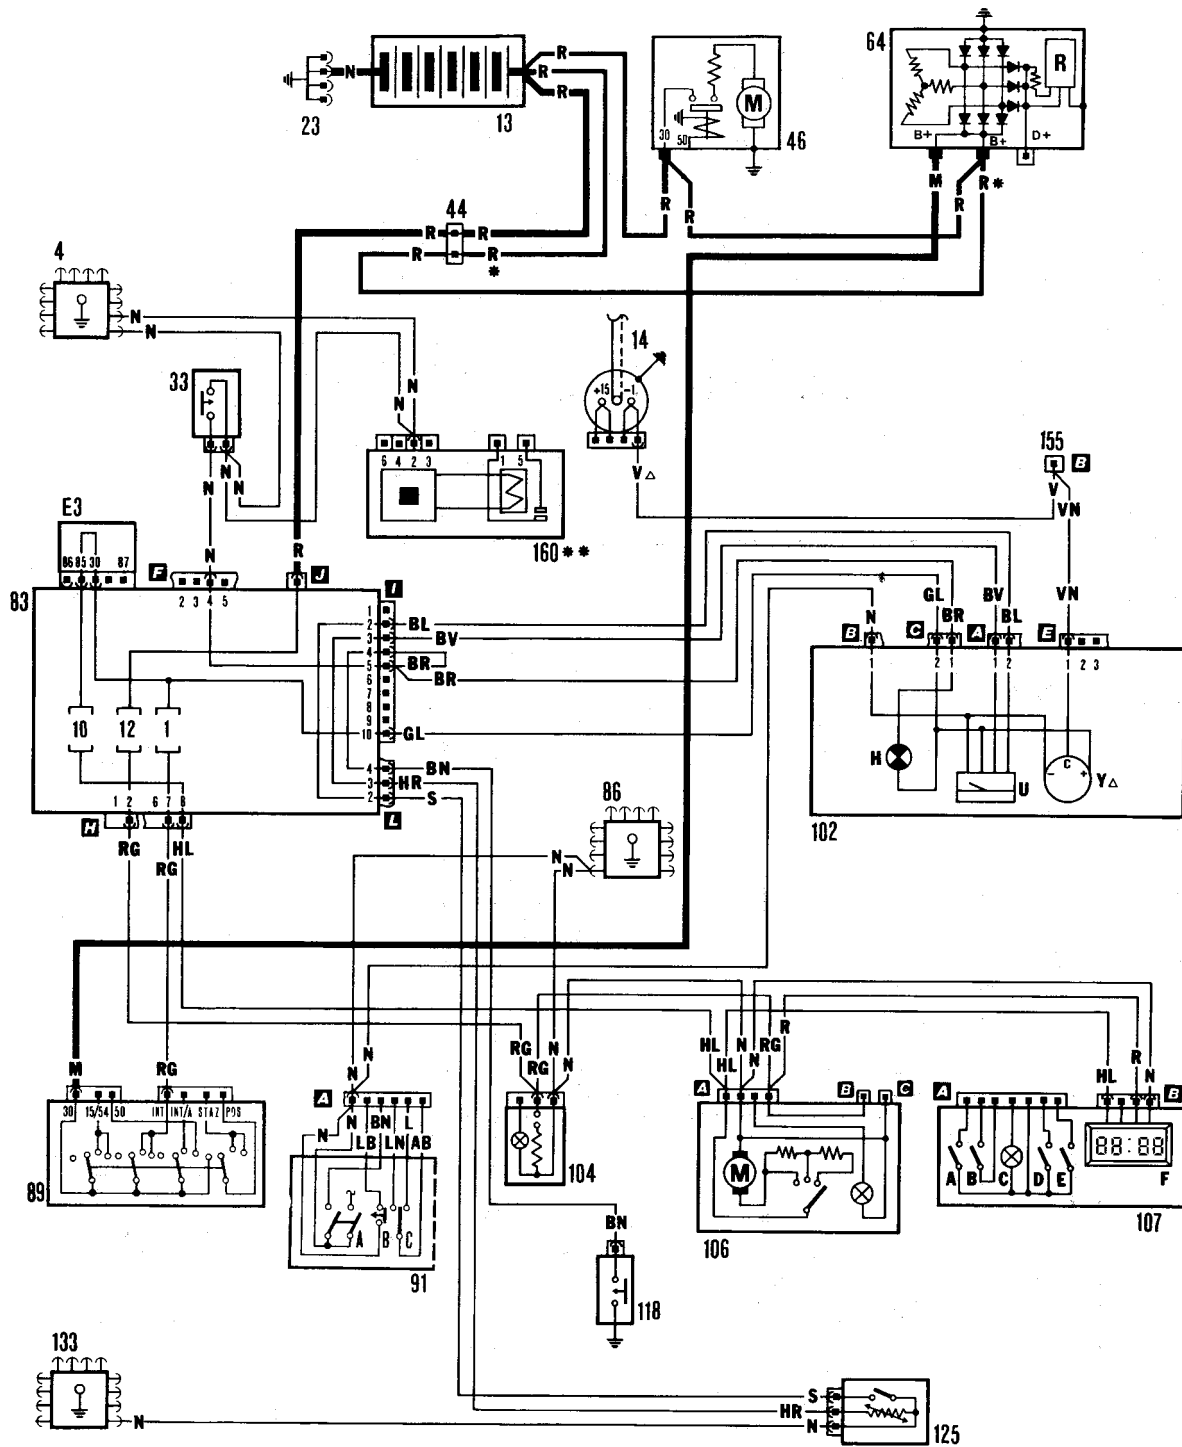 R
N
R
R
23
13
30
50
M
46
64
R
B+
B+
D+
M
R*
R
R
R
44
R
R
R
R
*
4
N
N
33
N
N
N
N
N
14
+15
-1
V△
155
B
V
VN
6 4 2 3
1 5
160**
E3
86 85 30 87
F
R
J
I
83
2 3 4 5
1
2
3
4
5
6
7
8
9
10
BL
BV
BR
BR
GL
10
12
1
4
3
2
BN
HR
S
L
1 2 6 7 8
H
RG
HL
RG
GL
BR
BV
BL
VN
N
B
C
A
E
1
2 1
1 2
1 2 3
H
U
C
- +
Y△
102
86
N
N
M
RG
30 15/54 50 INT INT/A STAZ POS
89
N
N
A
N
N
BN
L
LB
LN
AB
A B C
91
RG
RG
N
N
104
BN
118
HL
HL
N
N
RG
R
A
B
C
M
106
HL
R
N
A
B
88:88
A B C D E F
107
133
N
S
HR
N
125